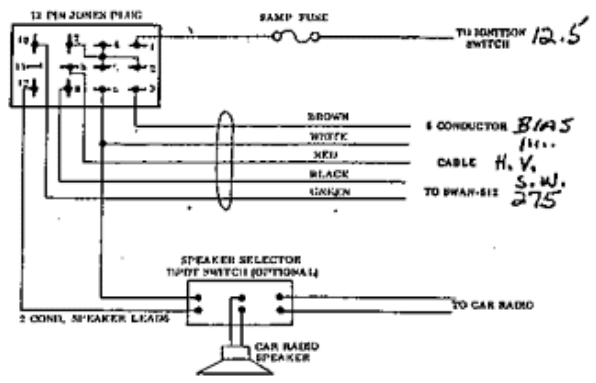 12 PIN JONES PLUG
5AMP FUSE
TO IGNITION
SWITCH
12.5
10
7
4
1
11
8
5
2
12
6
3
BROWN
WHITE
RED
BLACK
GREEN
5 CONDUCTOR
CABLE
TO SWAN-512
BIAS
H.V.
S.W.
275
SPEAKER SELECTOR
DPDT SWITCH (OPTIONAL)
2 COND. SPEAKER LEADS
TO CAR RADIO
CAR RADIO
SPEAKER